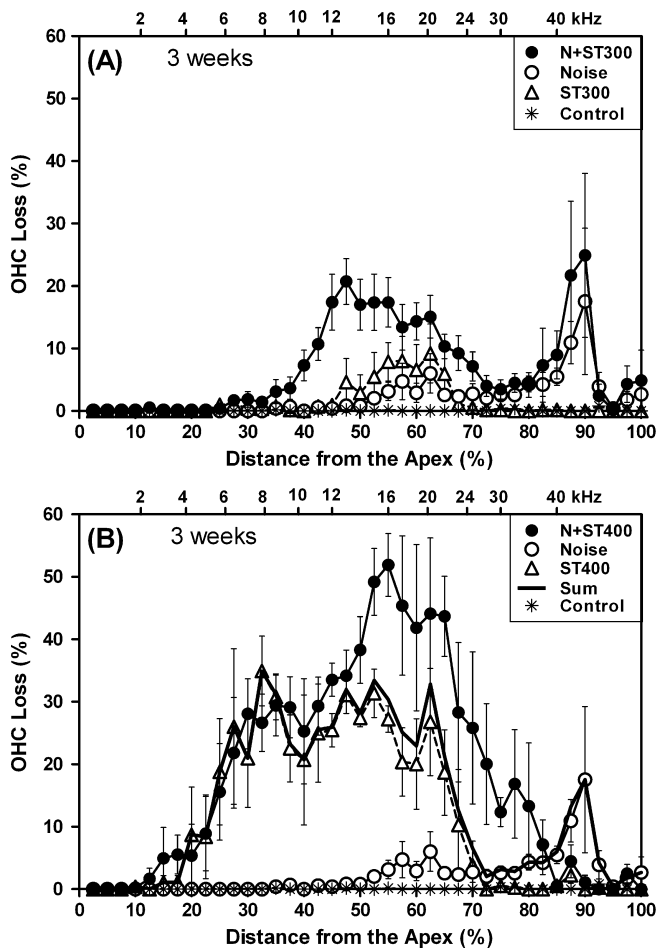 2 4 6 8 10 12 16 20 24 30 40 kHz
60
(A) 3 weeks
N+ST300
Noise
ST300
Control
50
40
30
20
10
0
OHC Loss (%)
0 10 20 30 40 50 60 70 80 90 100
Distance from the Apex (%)
2 4 6 8 10 12 16 20 24 30 40 kHz
60
(B) 3 weeks
N+ST400
Noise
ST400
Sum
Control
50
40
30
20
10
0
OHC Loss (%)
0 10 20 30 40 50 60 70 80 90 100
Distance from the Apex (%)